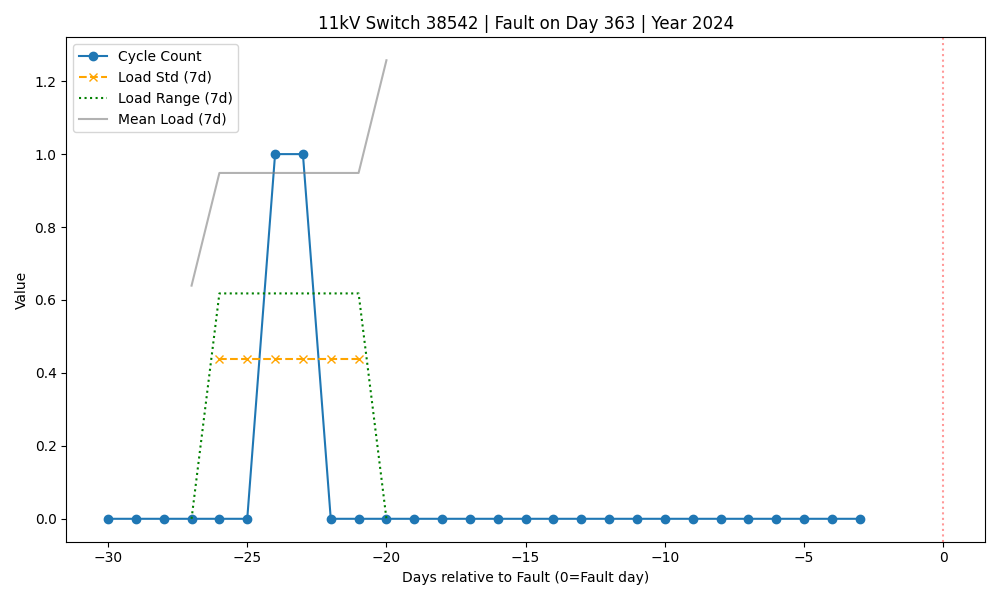 11kV Switch 38542 | Fault on Day 363 | Year 2024
Cycle Count
Load Std (7d)
Load Range (7d)
Mean Load (7d)
Value
1.2
1.0
0.8
0.6
0.4
0.2
0.0
−30
−25
−20
−15
−10
−5
0
Days relative to Fault (0=Fault day)